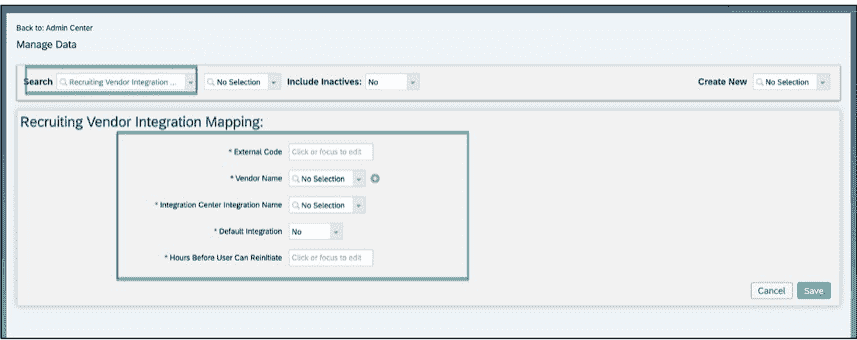 Back to: Admin Center
Manage Data
Search Recruiting Vendor Integration ... No Selection Include Inactives: No Create New No Selection
Recruiting Vendor Integration Mapping:
* External Code Click or focus to edit
* Vendor Name No Selection
* Integration Center Integration Name No Selection
* Default Integration No
* Hours Before User Can Reinitiate Click or focus to edit
Cancel Save